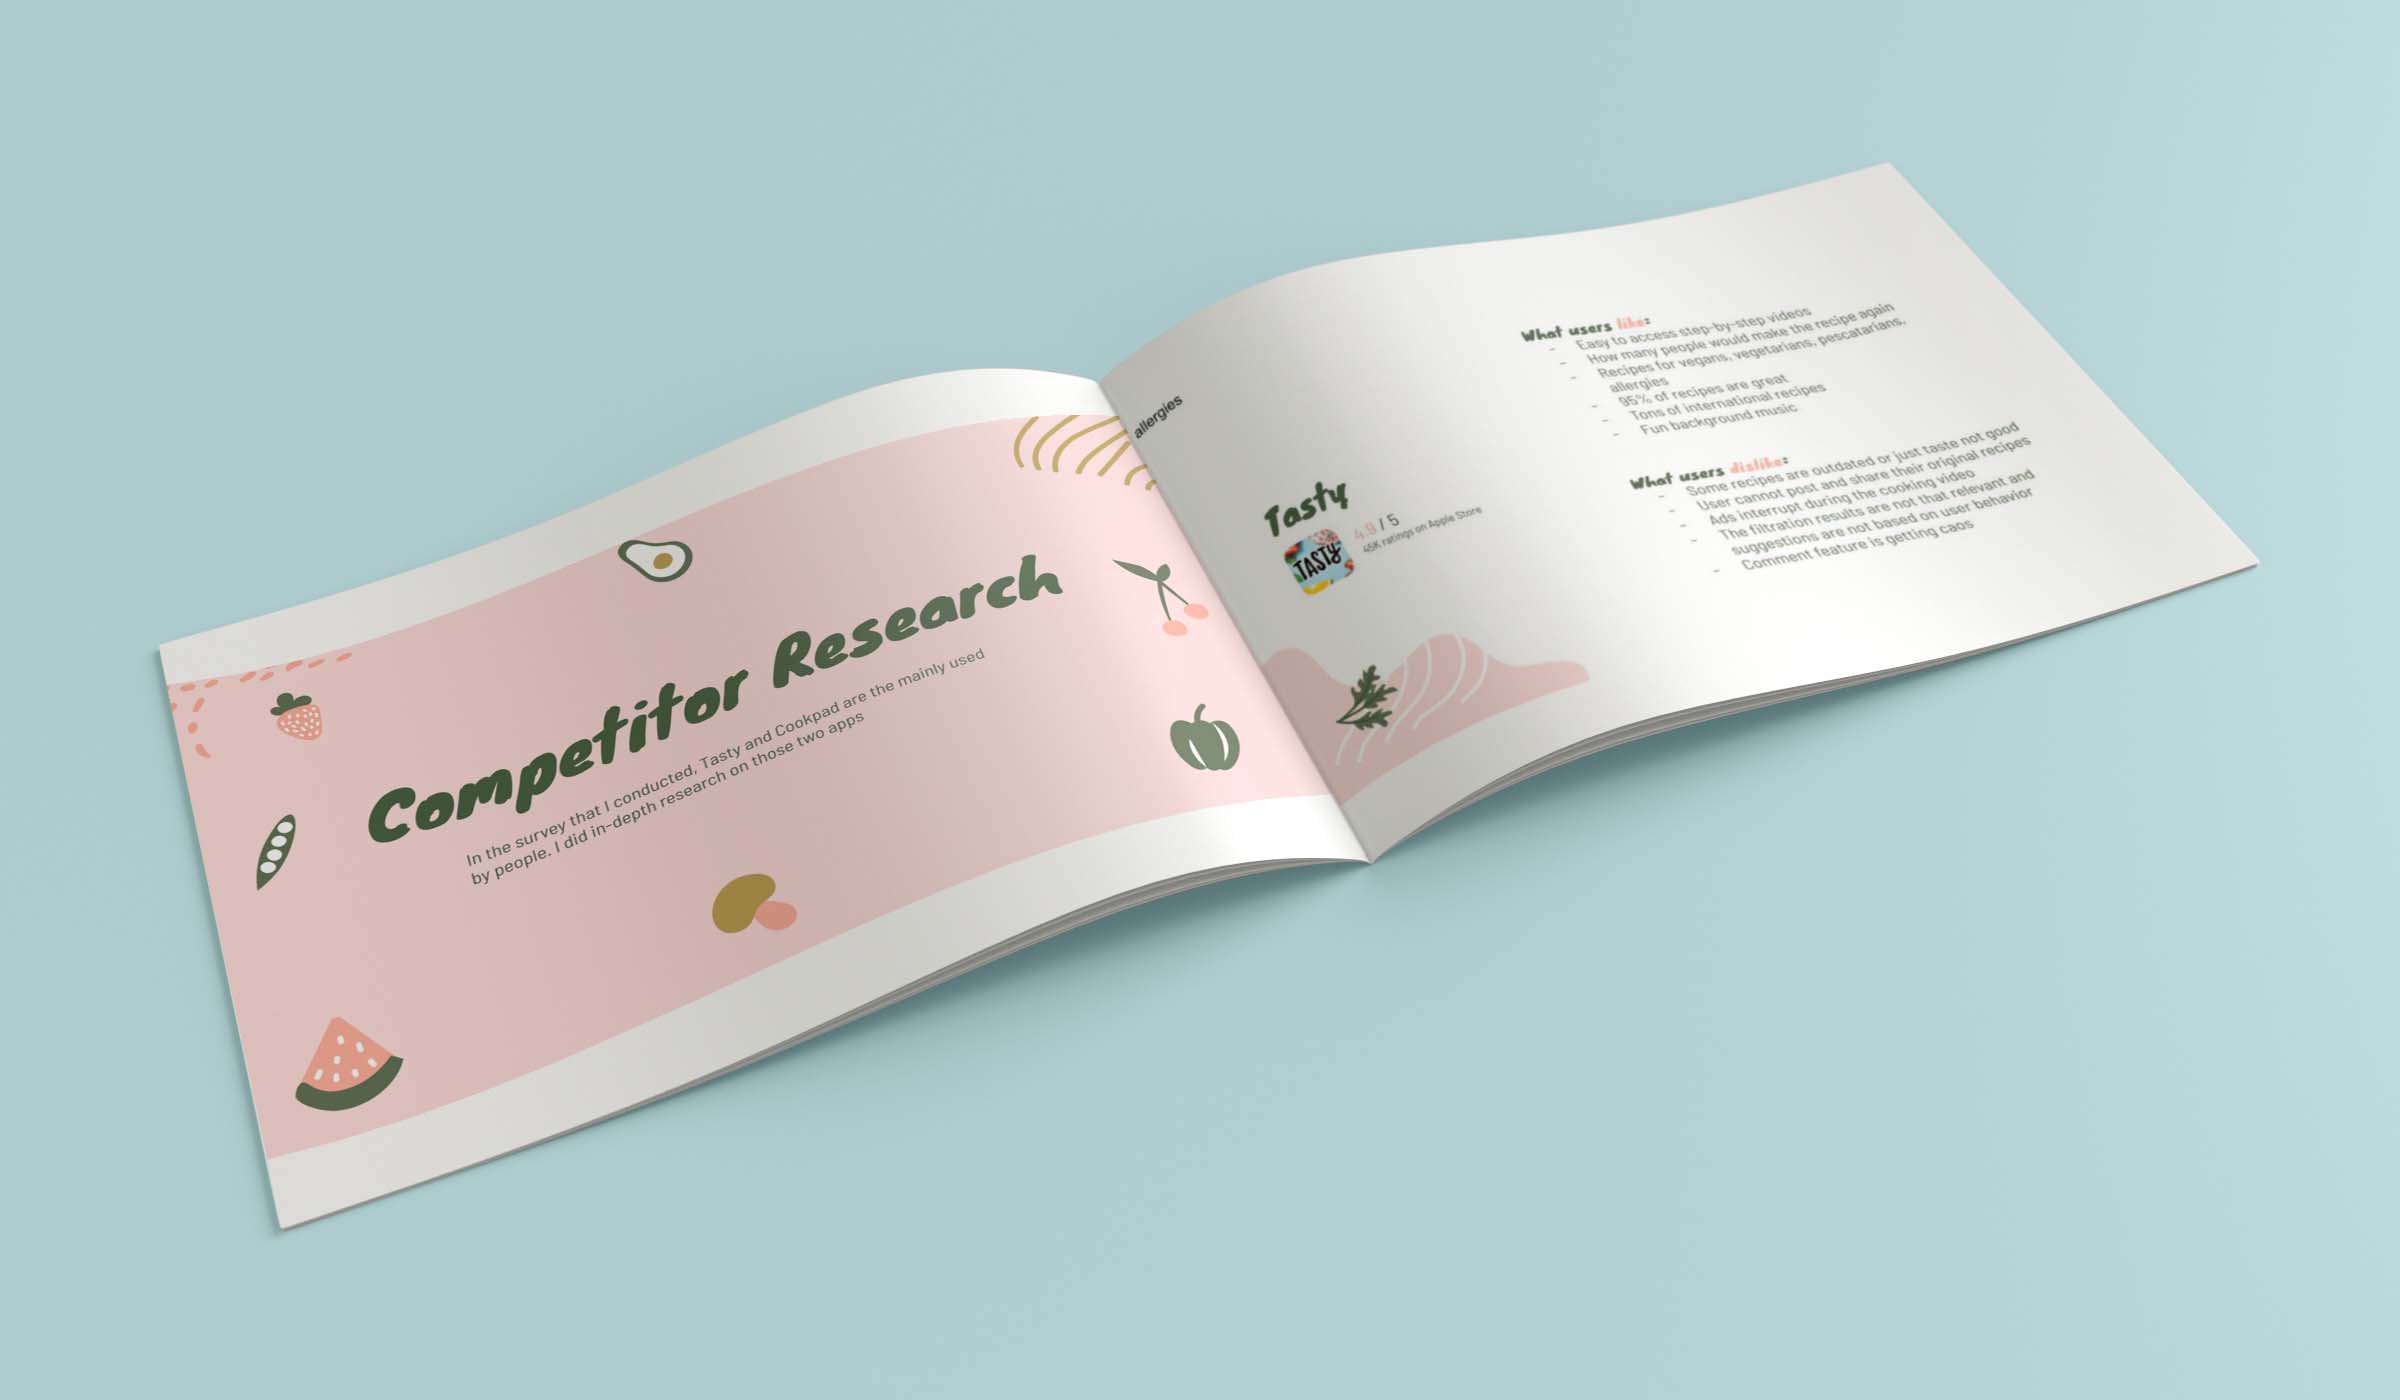 Competitor Research
In the survey that I conducted, Tasty and Cookpad are the mainly used
by people. I did in-depth research on those two apps
allergies
Tasty
TASTY
4.9 / 5
45K ratings on Apple Store
What users like:
- Easy to access step-by-step videos
- How many people would make the recipe again
- Recipes for vegans, vegetarians, pescatarians,
allergies
- 95% of recipes are great
- Tons of international recipes
- Fun background music
What users dislike:
- Some recipes are outdated or just taste not good
- User cannot post and share their original recipes
- Ads interrupt during the cooking video
- The filtration results are not that relevant and
suggestions are not based on user behavior
- Comment feature is getting caos